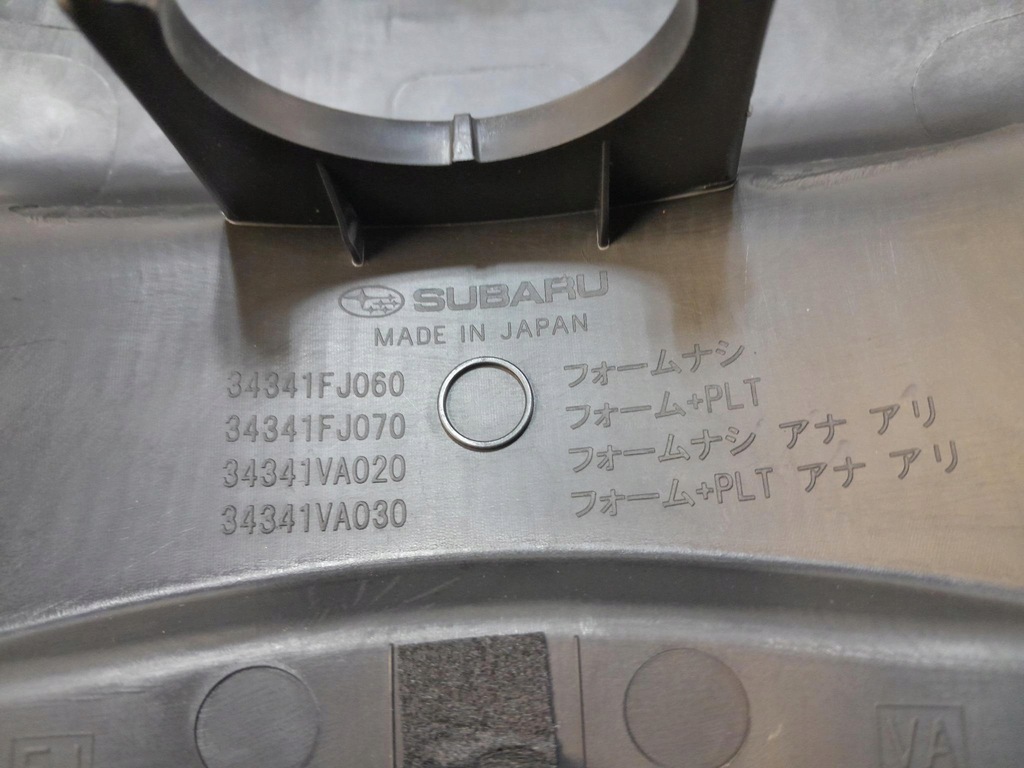 SUBARU
MADE IN JAPAN
34341FJ060 フォームナシ
34341FJ070 フォーム+PLT
34341VA020 フォームナシ アナ アリ
34341VA030 フォーム+PLT アナ アリ
FJ VA